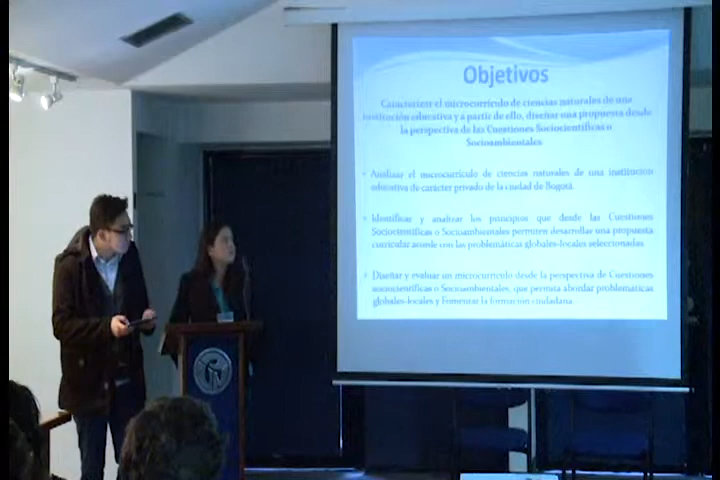 Objetivos
Caracterizar el microcurrículo de ciencias naturales de una
institución educativa y a partir de ello, diseñar una propuesta desde
la perspectiva de las Cuestiones Sociocientíficas o
Socioambientales
Analizar el microcurrículo de ciencias naturales de una institución
educativa de carácter privado de la ciudad de Bogotá.
Identificar y analizar los principios que desde las Cuestiones
Sociocientíficas o Socioambientales permiten desarrollar una propuesta
curricular acorde con las problemáticas globales-locales seleccionadas.
Diseñar y evaluar un microcurrículo desde la perspectiva de Cuestiones
sociocientíficas o Socioambientales, que permita abordar problemáticas
globales-locales y Fomentar la formación ciudadana.